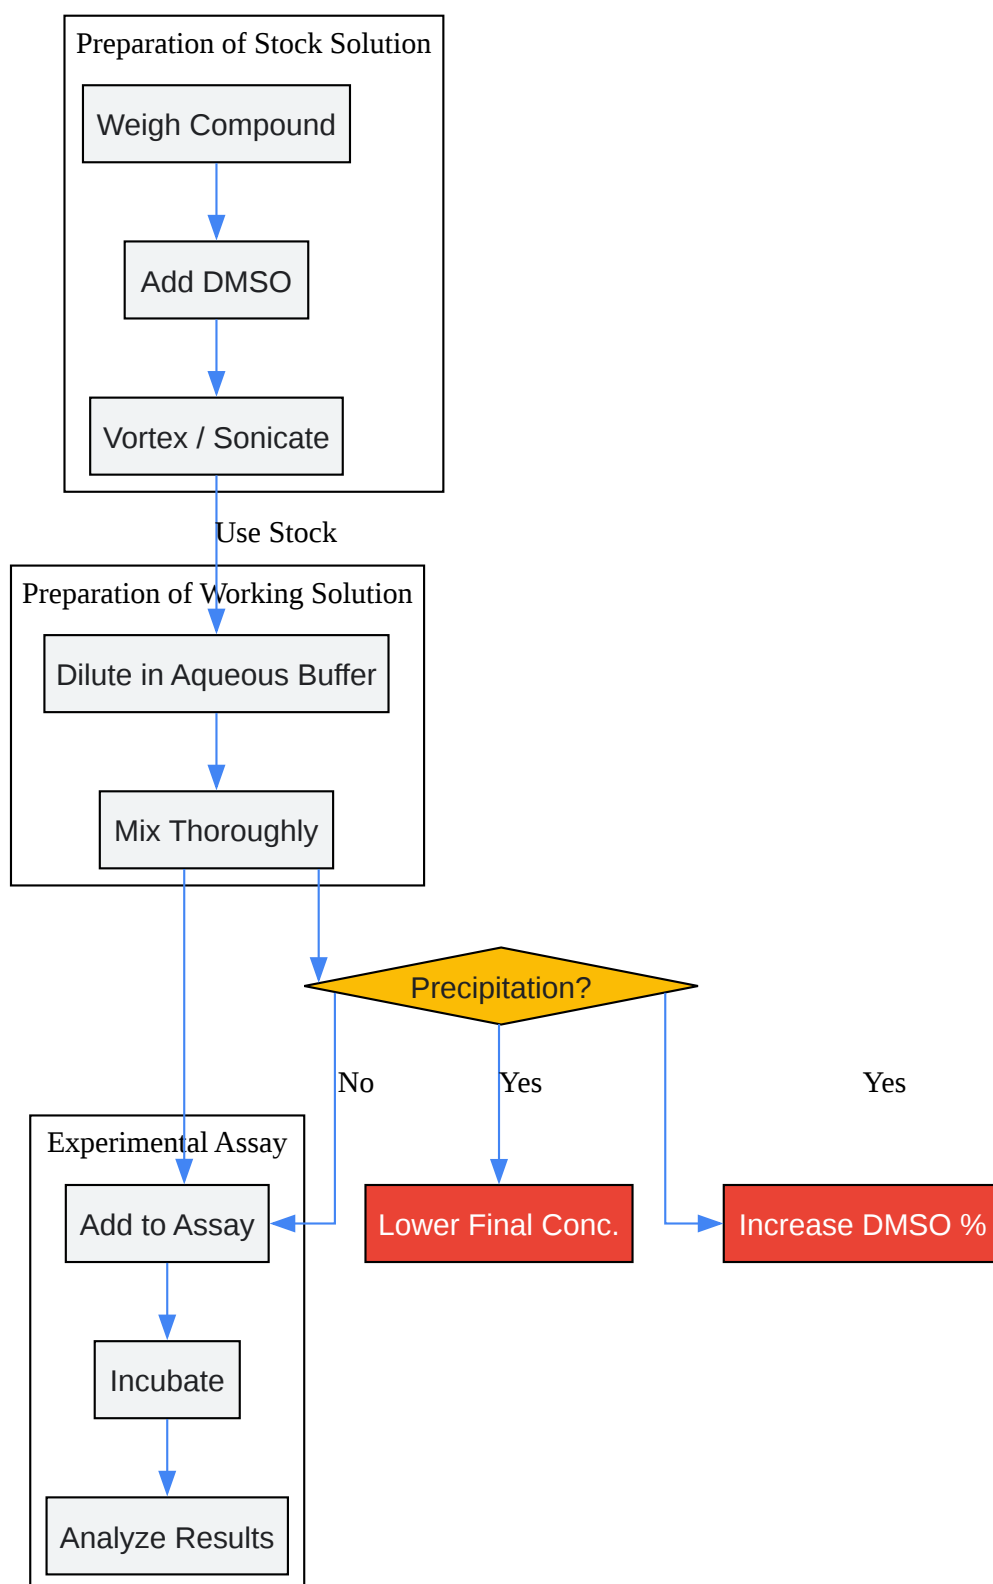 Preparation of Stock Solution
Weigh Compound
Add DMSO
Vortex / Sonicate
Use Stock
Preparation of Working Solution
Dilute in Aqueous Buffer
Mix Thoroughly
Precipitation?
No
Yes
Yes
Experimental Assay
Add to Assay
Lower Final Conc.
Increase DMSO %
Incubate
Analyze Results